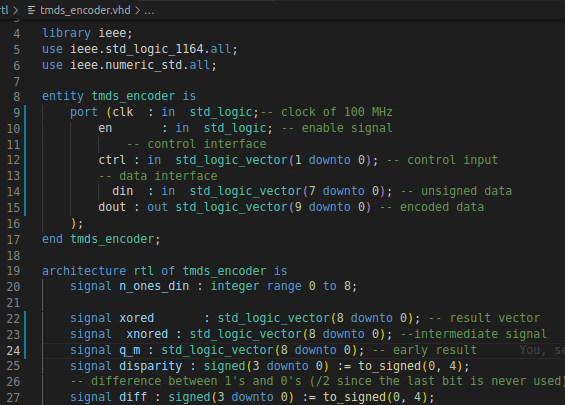 rtl > tmds_encoder.vhd > ...
4 library ieee;
5 use ieee.std_logic_1164.all;
6 use ieee.numeric_std.all;
7
8 entity tmds_encoder is
9 port (clk : in std_logic;-- clock of 100 MHz
10 en : in std_logic; -- enable signal
11 -- control interface
12 ctrl : in std_logic_vector(1 downto 0); -- control input
13 -- data interface
14 din : in std_logic_vector(7 downto 0); -- unsigned data
15 dout : out std_logic_vector(9 downto 0) -- encoded data
16 );
17 end tmds_encoder;
18
19 architecture rtl of tmds_encoder is
20 signal n_ones_din : integer range 0 to 8;
21
22 signal xored : std_logic_vector(8 downto 0); -- result vector
23 signal xnored : std_logic_vector(8 downto 0); --intermediate signal
24 signal q_m : std_logic_vector(8 downto 0); -- early result You, se
25 signal disparity : signed(3 downto 0) := to_signed(0, 4);
26 -- difference between 1's and 0's (/2 since the last bit is never used)
27 signal diff : signed(3 downto 0) := to_signed(0, 4);